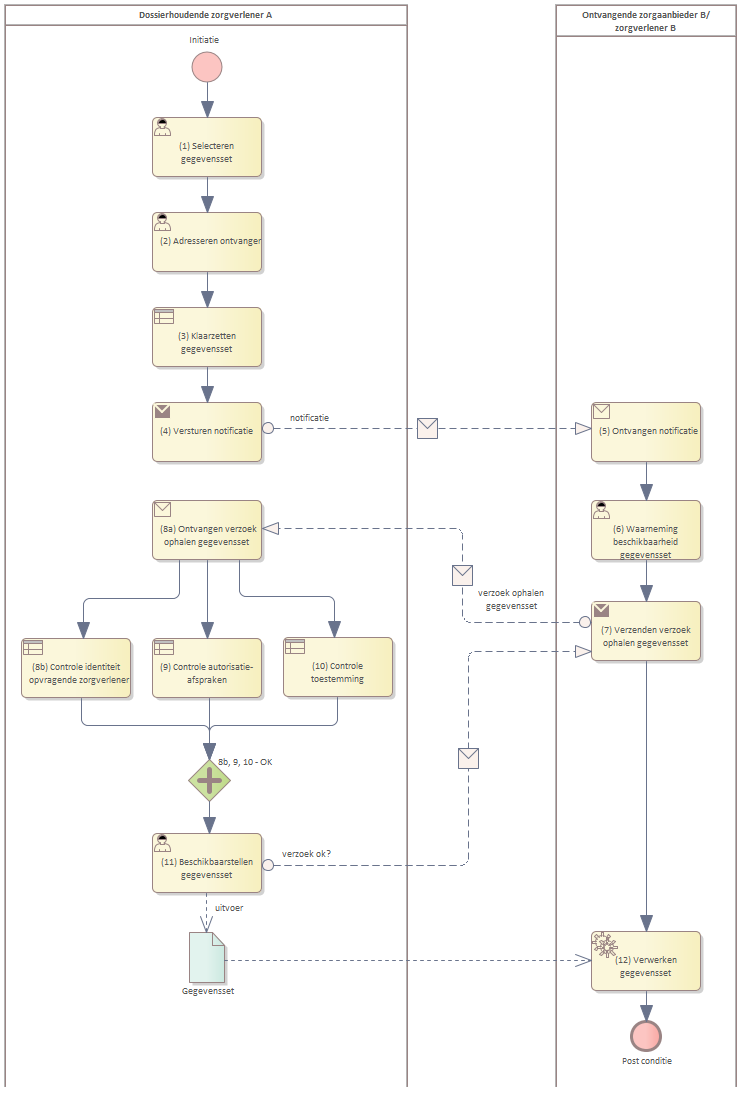 Dossierhoudende zorgverlener A
Ontvangende zorgaanbieder B/
zorgverlener B
Initiatie
(1) Selecteren
gegevensset
(2) Adresseren ontvanger
(3) Klaarzetten
gegevensset
(4) Versturen notificatie
notificatie
(5) Ontvangen notificatie
(8a) Ontvangen verzoek
ophalen gegevensset
(6) Waarneming
beschikbaarheid
gegevensset
verzoek ophalen
gegevensset
(7) Verzenden verzoek
ophalen gegevensset
(8b) Controle identiteit
opvragende zorgverlener
(9) Controle autorisatie-
afspraken
(10) Controle
toestemming
8b, 9, 10 - OK
(11) Beschikbaarstellen
gegevensset
verzoek ok?
uitvoer
Gegevensset
(12) Verwerken
gegevensset
Post conditie